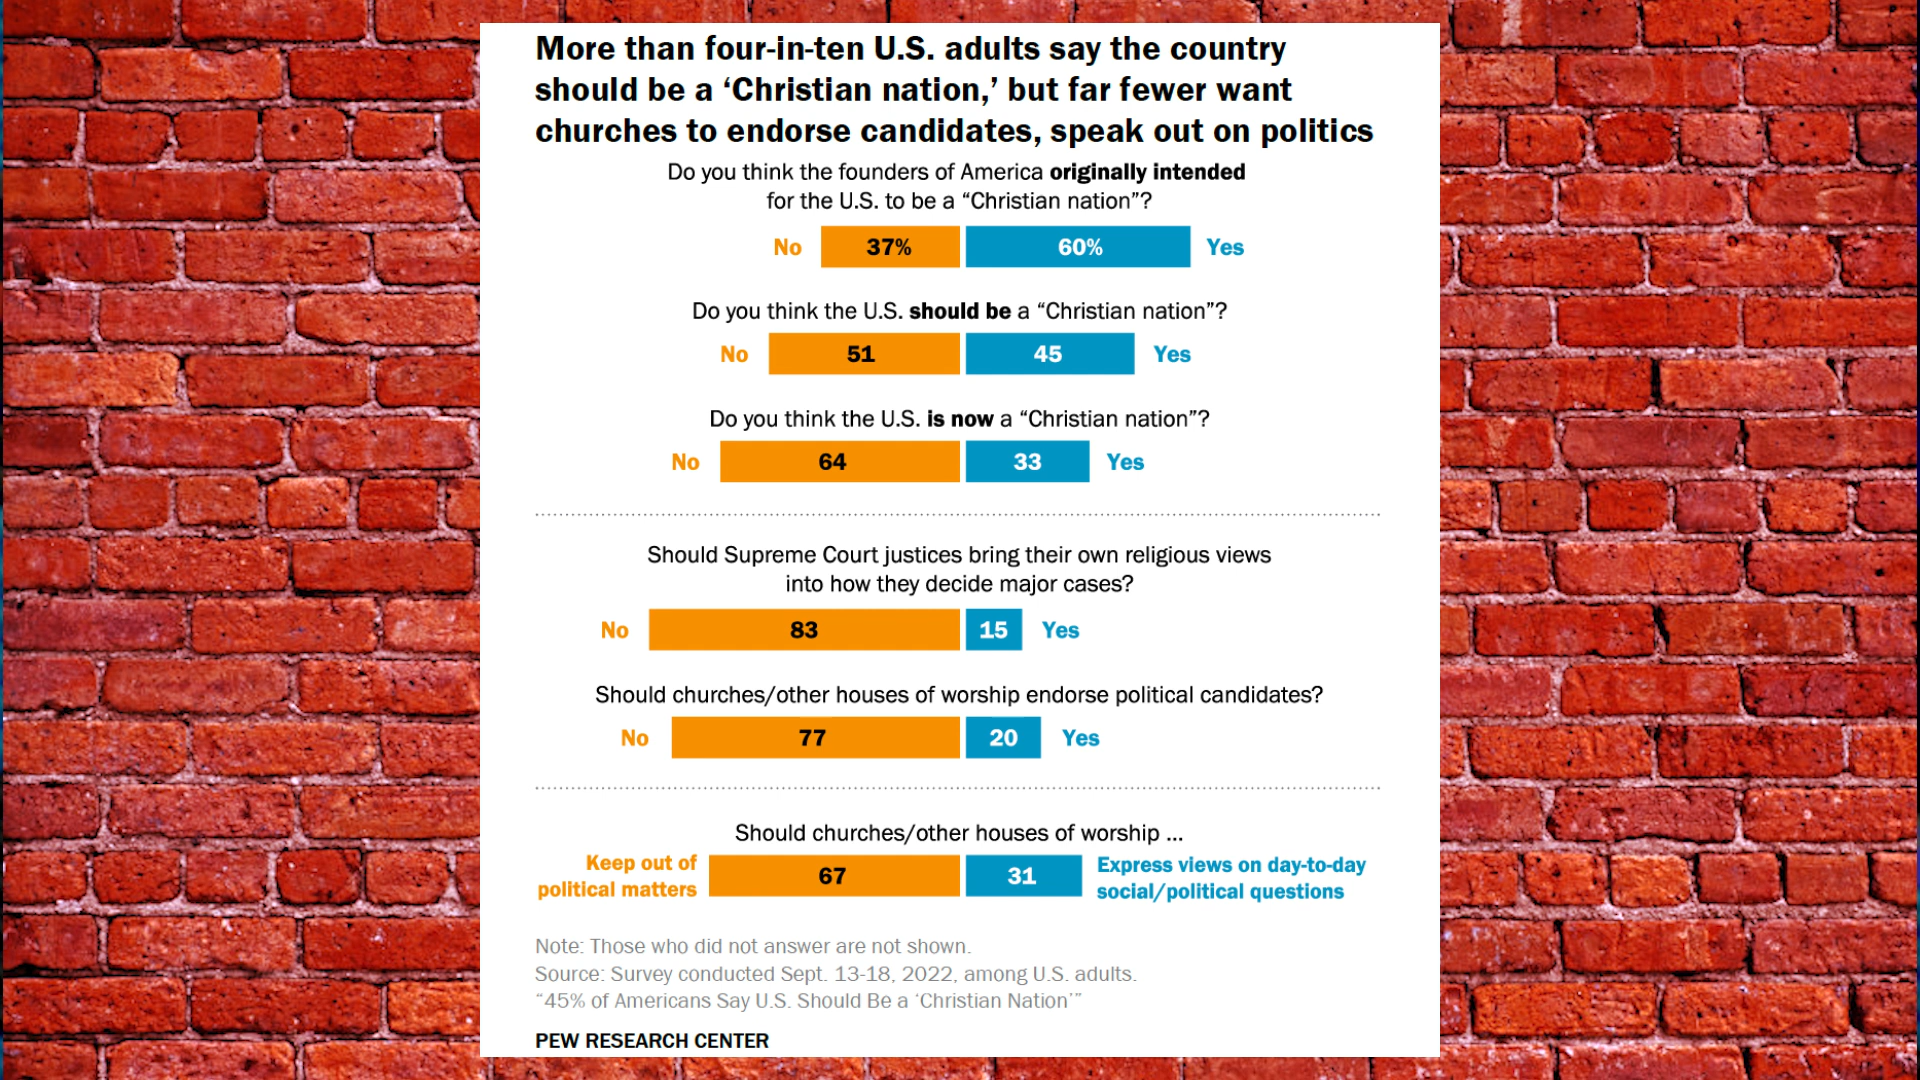 More than four-in-ten U.S. adults say the country
should be a ‘Christian nation,’ but far fewer want
churches to endorse candidates, speak out on politics
Do you think the founders of America originally intended
for the U.S. to be a “Christian nation”?
No 37% 60% Yes
Do you think the U.S. should be a “Christian nation”?
No 51 45 Yes
Do you think the U.S. is now a “Christian nation”?
No 64 33 Yes
Should Supreme Court justices bring their own religious views
into how they decide major cases?
No 83 15 Yes
Should churches/other houses of worship endorse political candidates?
No 77 20 Yes
Should churches/other houses of worship ...
Keep out of
political matters
67 31
Express views on day-to-day
social/political questions
Note: Those who did not answer are not shown.
Source: Survey conducted Sept. 13-18, 2022, among U.S. adults.
“45% of Americans Say U.S. Should Be a ‘Christian Nation’”
PEW RESEARCH CENTER